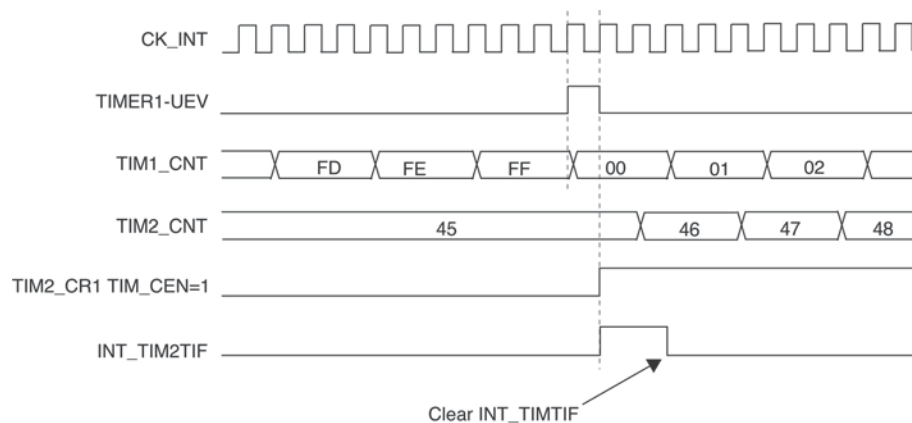 CK_INT
TIMER1-UEV
TIM1_CNT FD FE FF 00 01 02
TIM2_CNT 45 46 47 48
TIM2_CR1 TIM_CEN=1
INT_TIM2TIF
Clear INT_TIMTIF